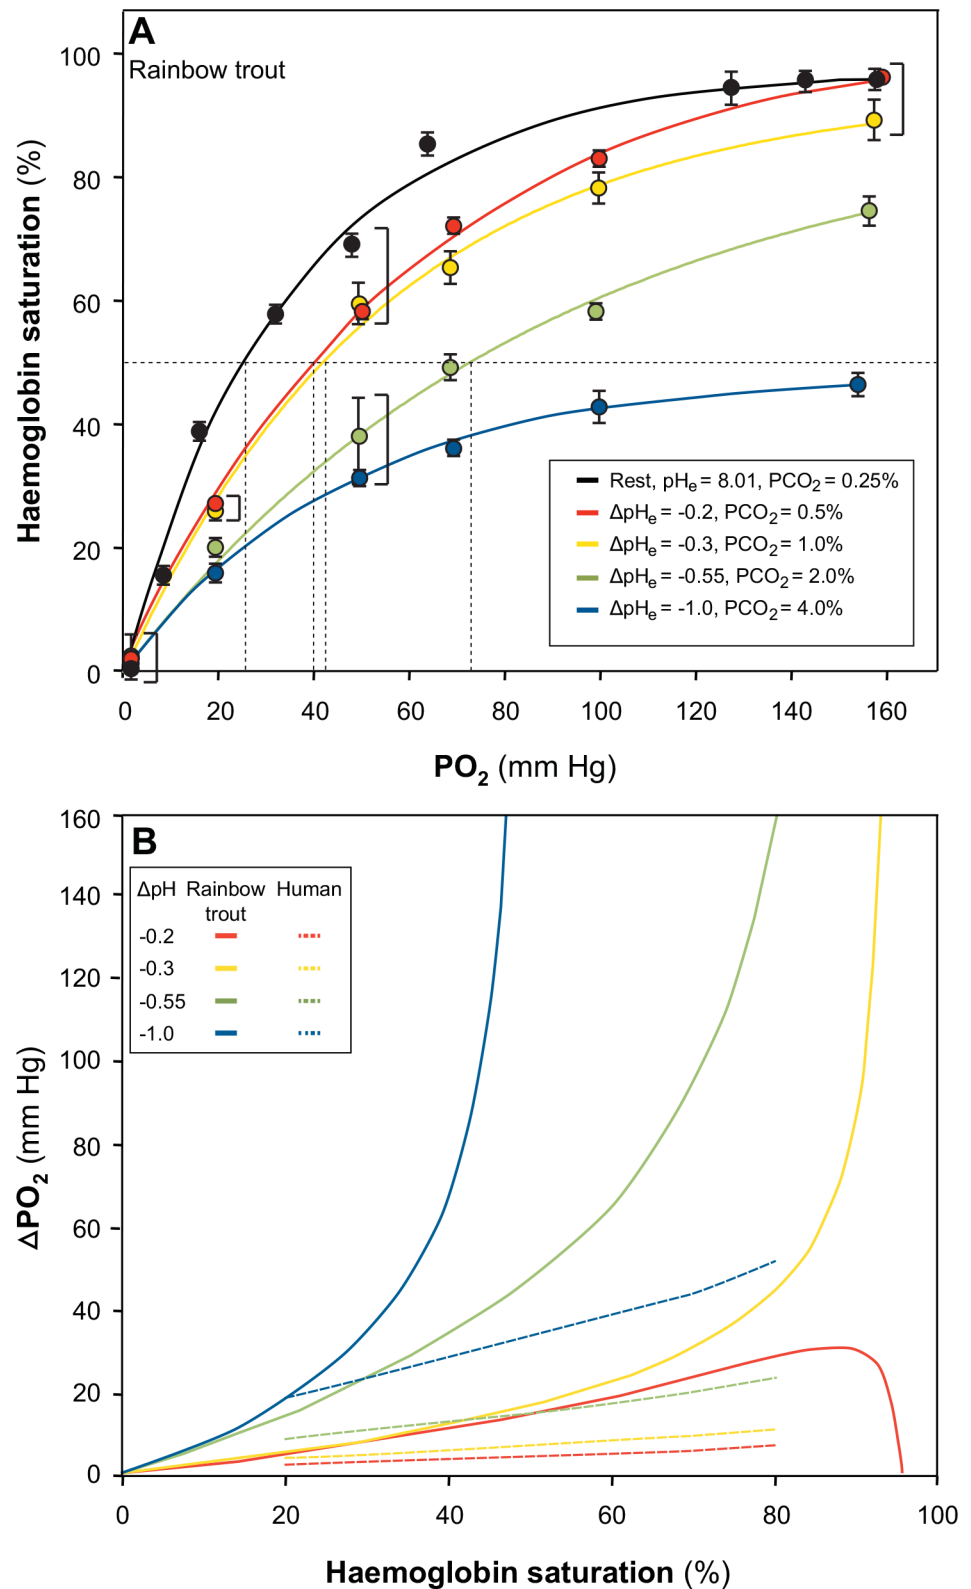 A
Rainbow trout
Haemoglobin saturation (%)
100
80
60
40
20
0
Rest, pHe = 8.01, PCO2 = 0.25%
ΔpHe = -0.2, PCO2 = 0.5%
ΔpHe = -0.3, PCO2 = 1.0%
ΔpHe = -0.55, PCO2 = 2.0%
ΔpHe = -1.0, PCO2 = 4.0%
0 20 40 60 80 100 120 140 160
PO2 (mm Hg)
B
ΔPO2 (mm Hg)
160
140
120
100
80
60
40
20
0
ΔpH Rainbow Human
trout
-0.2
-0.3
-0.55
-1.0
0 20 40 60 80 100
Haemoglobin saturation (%)